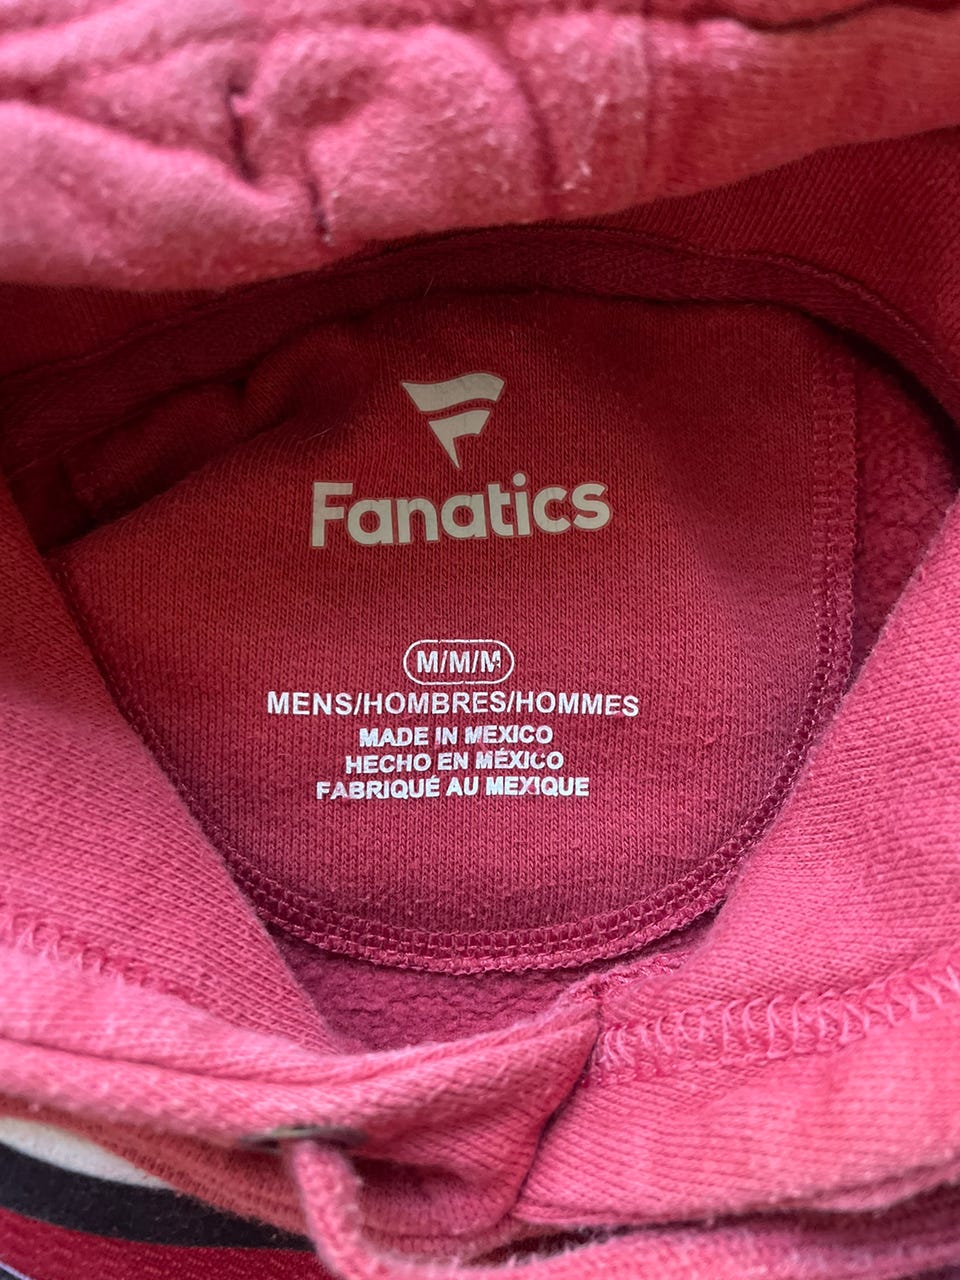 Fanatics
M/M/M
MENS/HOMBRES/HOMMES
MADE IN MEXICO
HECHO EN MÉXICO
FABRIQUÉ AU MEXIQUE